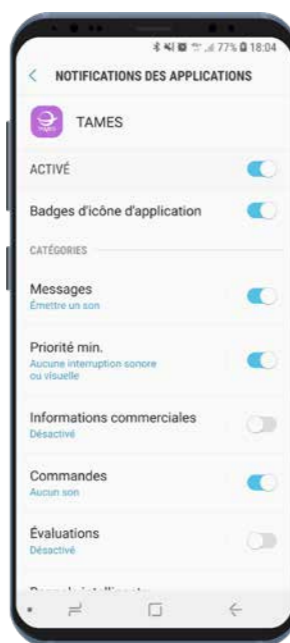 77% 18:04
NOTIFICATIONS DES APPLICATIONS
TAMES
ACTIVÉ
Badges d'icône d'application
CATÉGORIES
Messages
Émettre un son
Priorité min.
Aucune interruption sonore
ou visuelle
Informations commerciales
Désactivé
Commandes
Aucun son
Évaluations
Désactivé